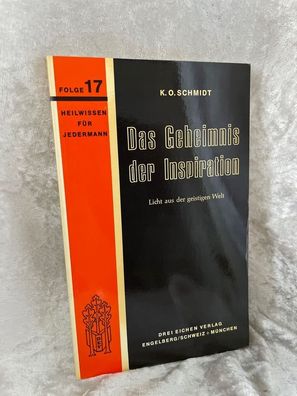 FOLGE 17
HEILWISSEN
FÜR
JEDERMANN
K. O. SCHMIDT
Das Geheimnis
der Inspiration
Licht aus der geistigen Welt
DREI EICHEN VERLAG
ENGELBERG/SCHWEIZ + MÜNCHEN